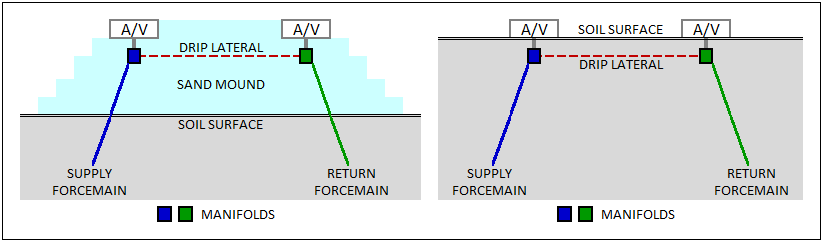 A/V A/V
DRIP LATERAL
SAND MOUND
SOIL SURFACE
SUPPLY
FORCEMAIN
RETURN
FORCEMAIN
MANIFOLDS
A/V SOIL SURFACE A/V
DRIP LATERAL
SUPPLY
FORCEMAIN
RETURN
FORCEMAIN
MANIFOLDS